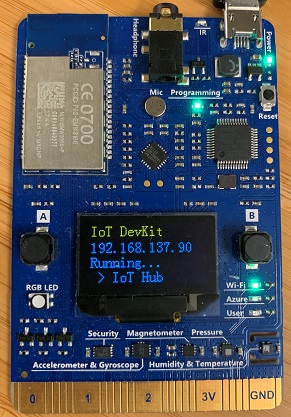 Headphone
IR
Power
CE0700
Mic
Programming
Reset
A
B
IoT DevKit
192.168.137.90
Running...
> IoT Hub
RGB LED
Wi-Fi
Azure
User
Security
Magnetometer
Pressure
Accelerometer & Gyroscope
Humidity & Temperature
0
1
2
3V
GND